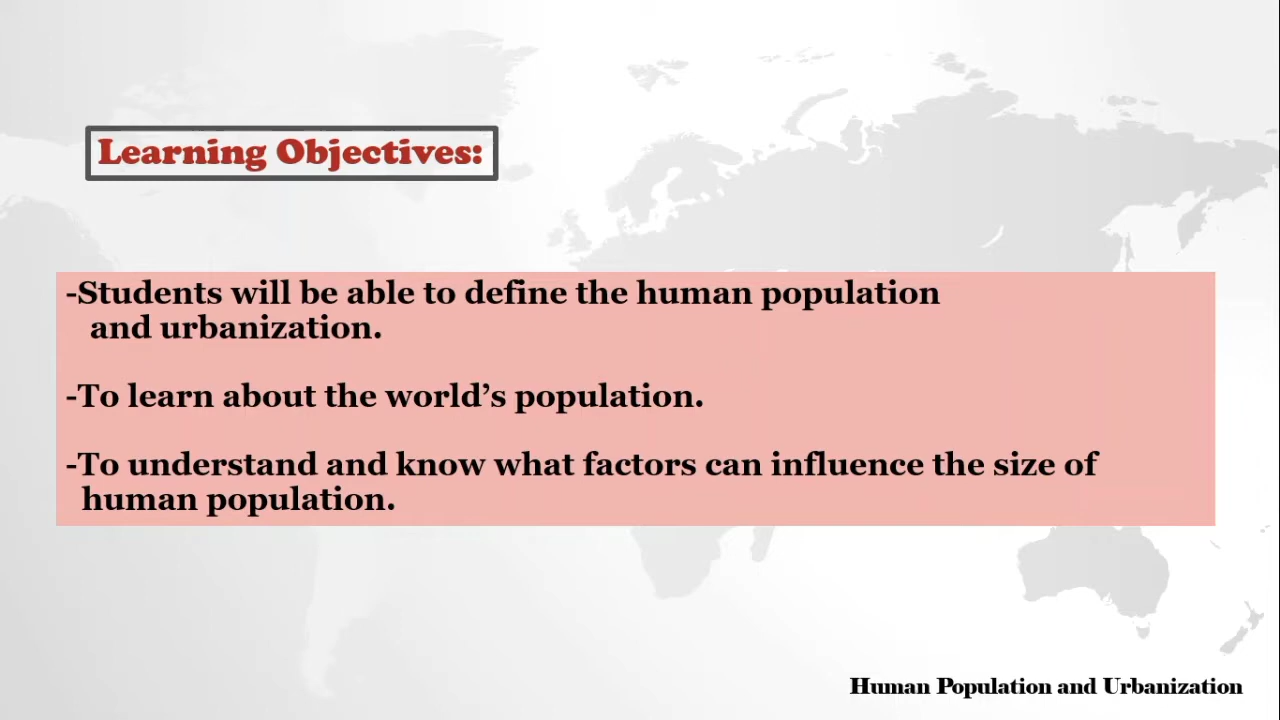 Learning Objectives:
-Students will be able to define the human population
and urbanization.
-To learn about the world’s population.
-To understand and know what factors can influence the size of
human population.
Human Population and Urbanization